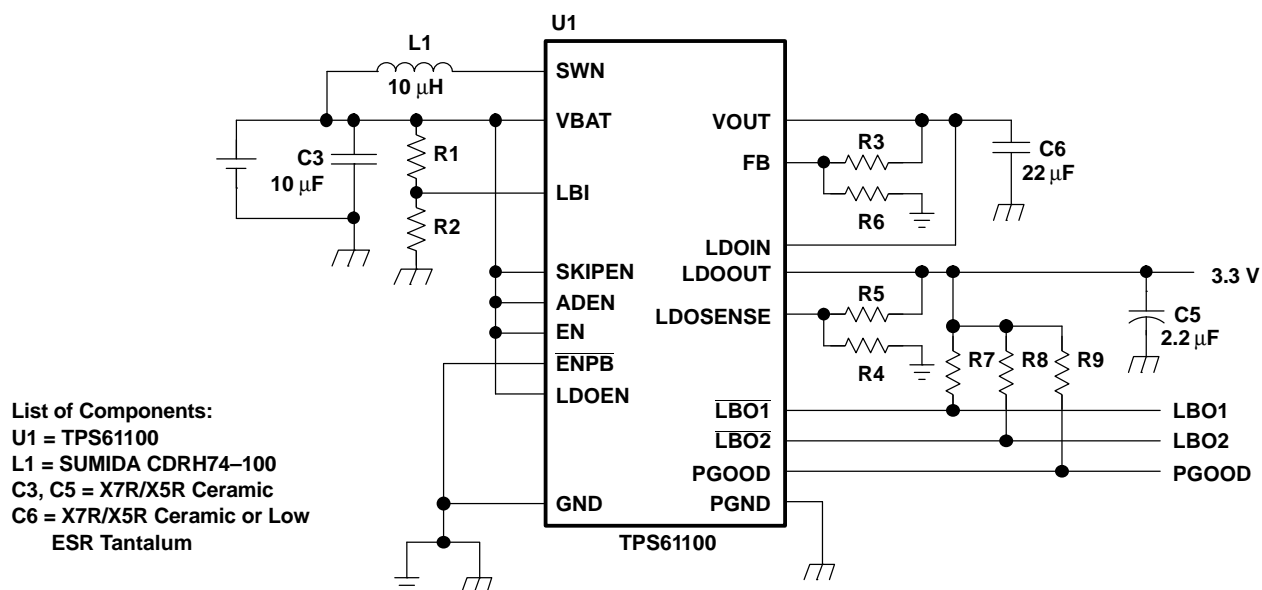 U1
L1
10 μH
SWN
VBAT
C3
10 μF
R1
LBI
R2
SKIPEN
ADEN
EN
ENPB
LDOEN
GND
VOUT
FB
R3
R6
C6
22 μF
LDOIN
LDOOUT
3.3 V
LDOSENSE
R5
R4
C5
2.2 μF
R7
R8
R9
LBO1
LBO1
LBO2
LBO2
PGOOD
PGOOD
PGND
TPS61100
List of Components:
U1 = TPS61100
L1 = SUMIDA CDRH74–100
C3, C5 = X7R/X5R Ceramic
C6 = X7R/X5R Ceramic or Low
ESR Tantalum